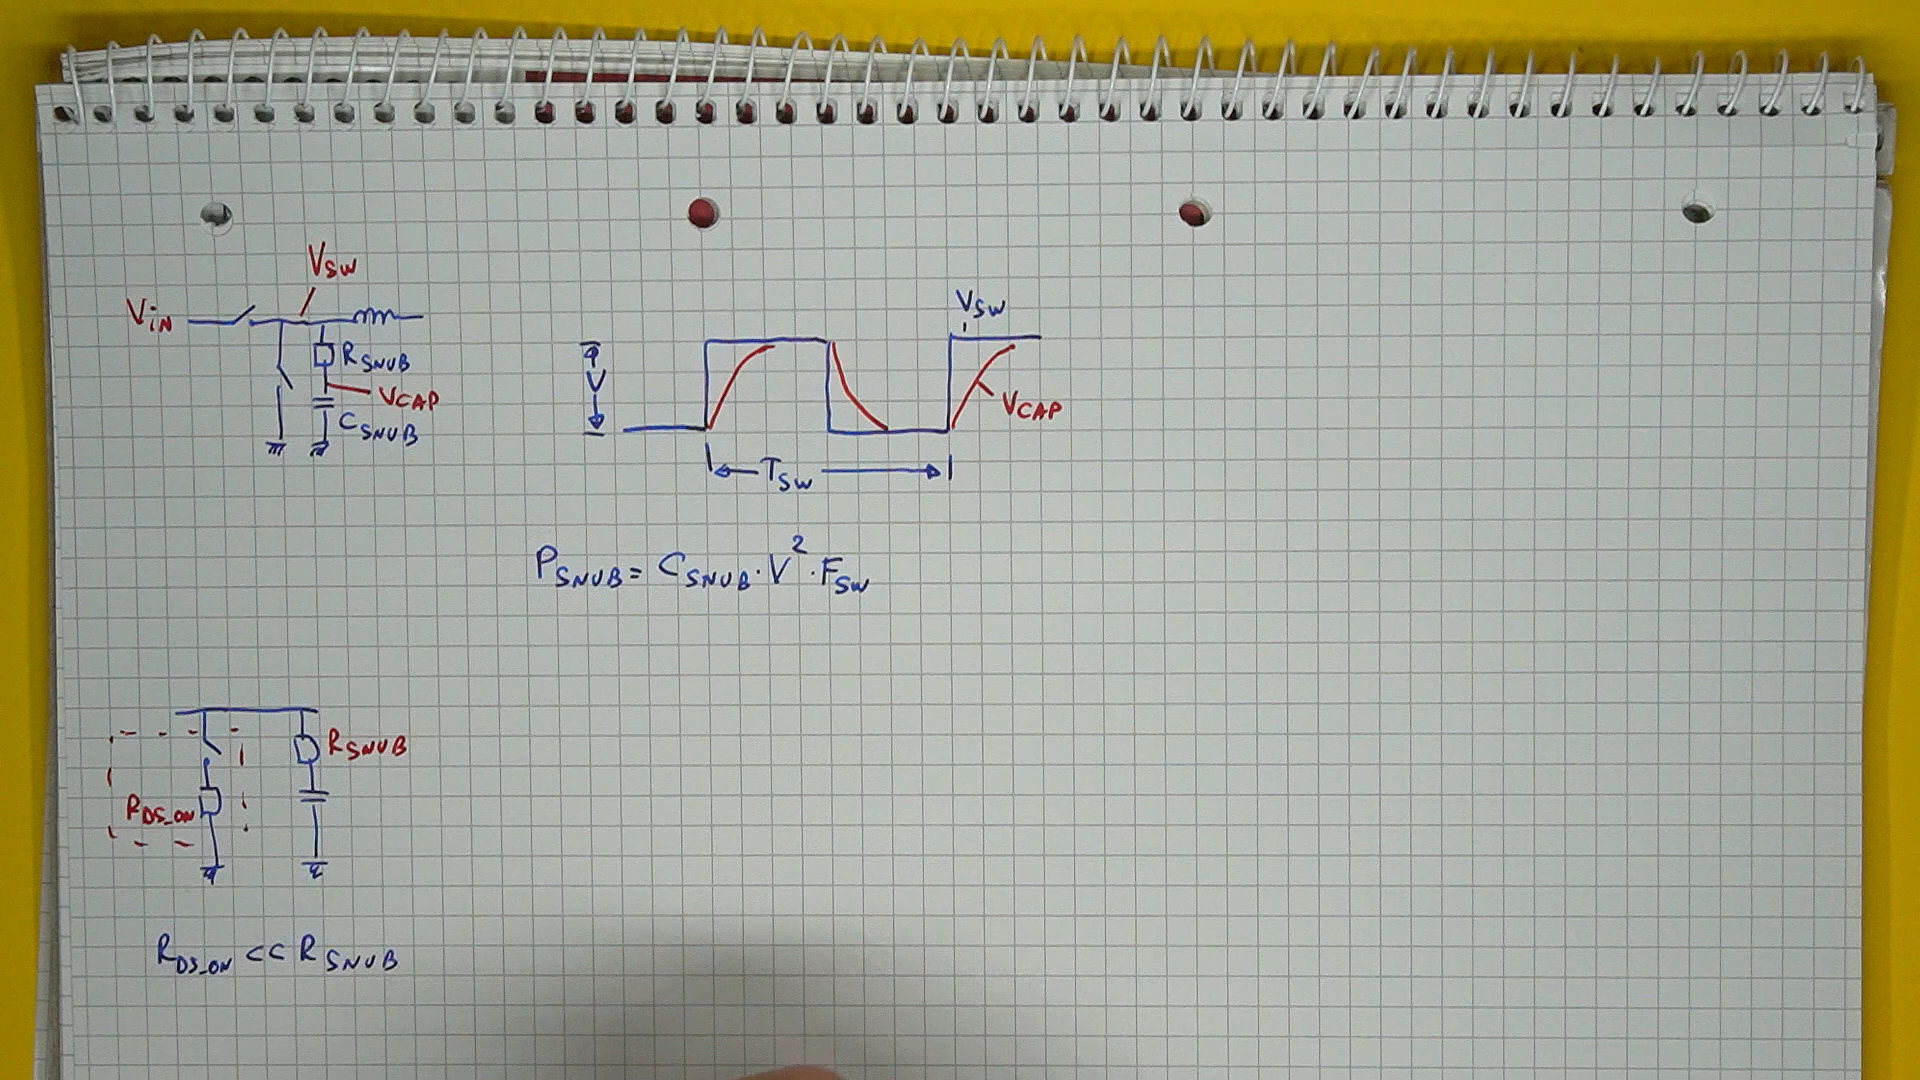 VSW
VIN
RSNUB
VCAP
CSNUB
VSW
V
VCAP
TSW
PSNUB = CSNUB · V² · FSW
RSNUB
RDS_ON
RDS_ON << RSNUB